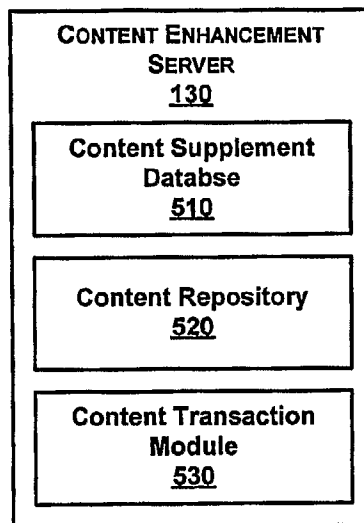 CONTENT ENHANCEMENT
SERVER
130
Content Supplement
Databse
510
Content Repository
520
Content Transaction
Module
530